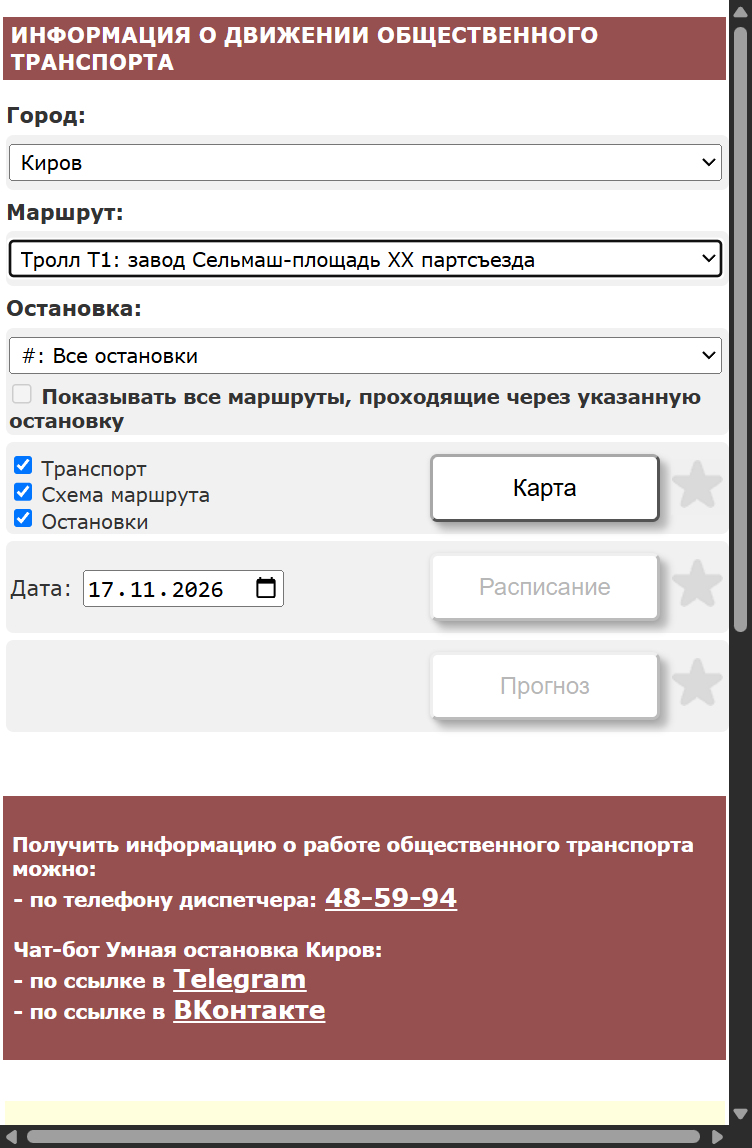 ИНФОРМАЦИЯ О ДВИЖЕНИИ ОБЩЕСТВЕННОГО
ТРАНСПОРТА
Город:
Киров
Маршрут:
Тролл Т1: завод Сельмаш-площадь XX партсъезда
Остановка:
#: Все остановки
Показывать все маршруты, проходящие через указанную
остановку
Транспорт
Схема маршрута
Остановки
Карта
Дата: 17.11.2026
Расписание
Прогноз
Получить информацию о работе общественного транспорта
можно:
- по телефону диспетчера: 48-59-94
Чат-бот Умная остановка Киров:
- по ссылке в Telegram
- по ссылке в ВКонтакте